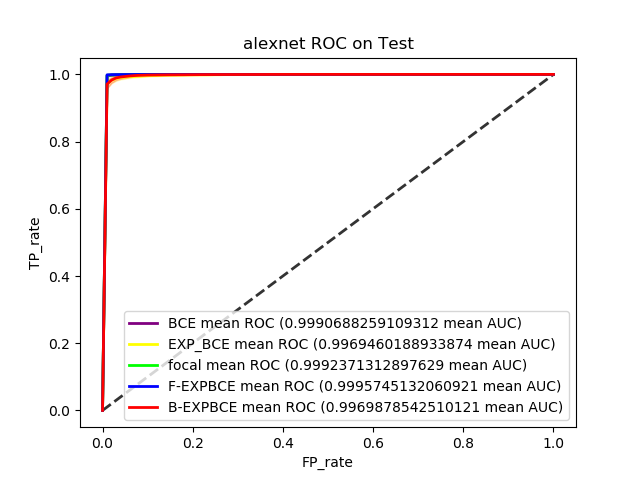 alexnet ROC on Test
1.0
0.8
0.6
0.4
0.2
0.0
TP_rate
BCE mean ROC (0.9990688259109312 mean AUC)
EXP_BCE mean ROC (0.9969460188933874 mean AUC)
focal mean ROC (0.9992371312897629 mean AUC)
F-EXPBCE mean ROC (0.9995745132060921 mean AUC)
B-EXPBCE mean ROC (0.9969878542510121 mean AUC)
0.0 0.2 0.4 0.6 0.8 1.0
FP_rate